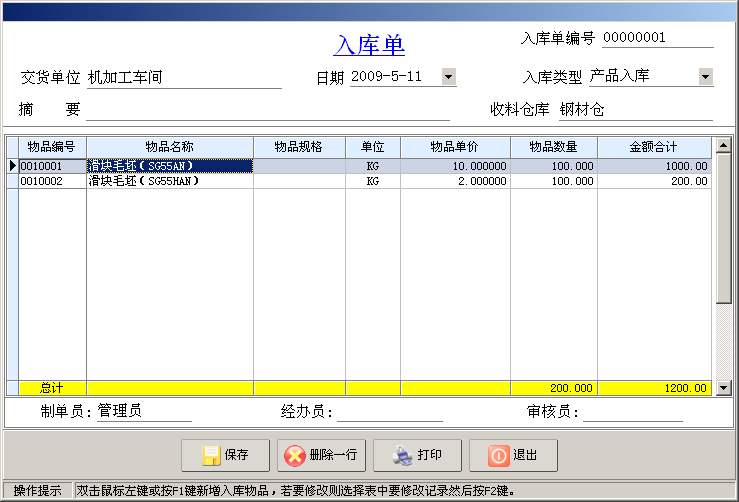 入库单
入库单编号 00000001
交货单位 机加工车间 日期 2009-5-11 入库类型 产品入库
摘 要 收料仓库 钢材仓
物品编号 物品名称 物品规格 单位 物品单价 物品数量 金额合计
0010001 滑块毛坯(SG55AN) KG 10.000000 100.000 1000.00
0010002 滑块毛坯(SG55HAN) KG 2.000000 100.000 200.00
总计 200.000 1200.00
制单员: 管理员 经办员: 审核员:
保存 删除一行 打印 退出
操作提示 双击鼠标左键或按F1键新增入库物品，若要修改则选择表中要修改记录然后按F2键。